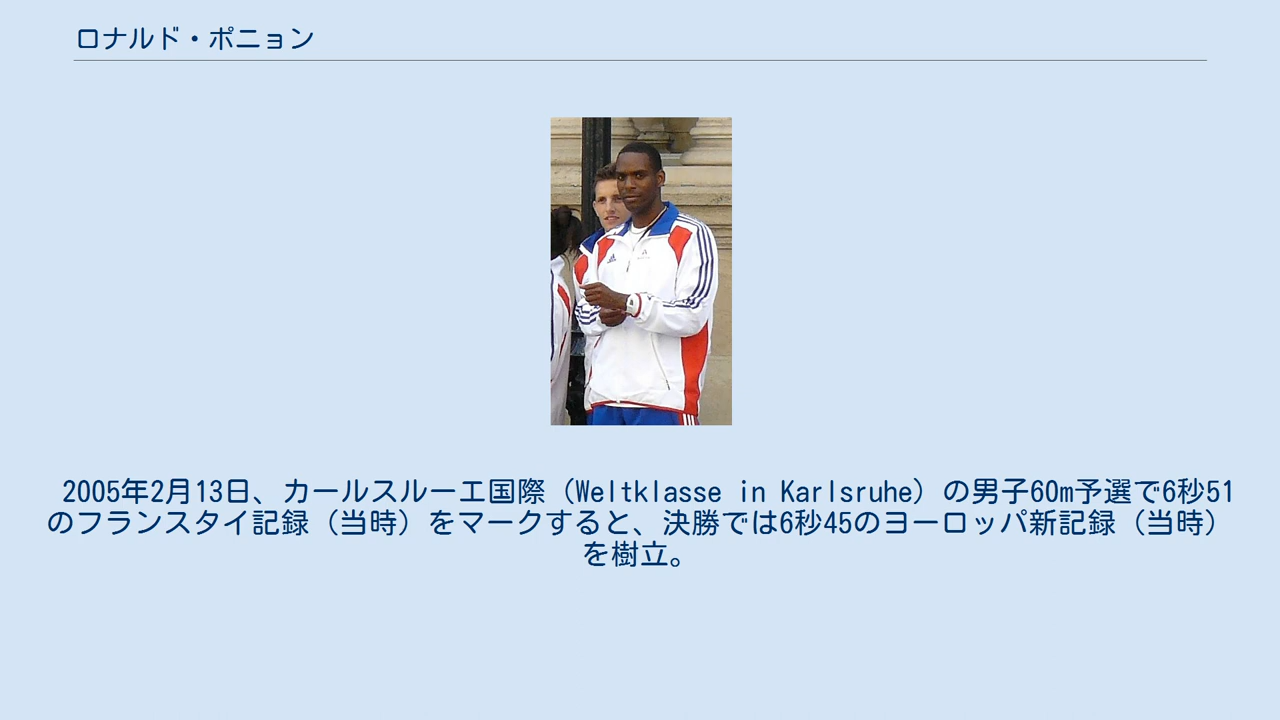 ロナルド・ポニョン
2005年2月13日、カールスルーエ国際（Weltklasse in Karlsruhe）の男子60m予選で6秒51
のフランスタイ記録（当時）をマークすると、決勝では6秒45のヨーロッパ新記録（当時）
を樹立。